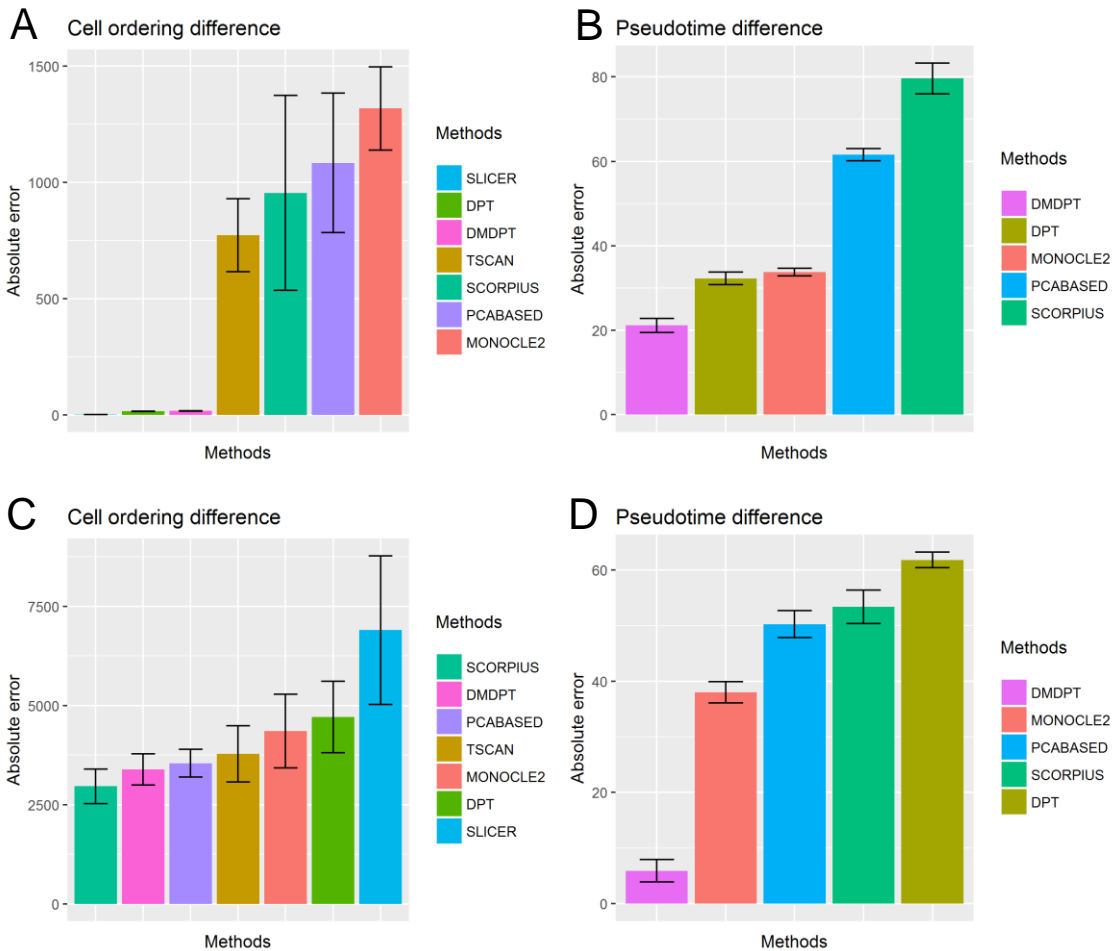 A
Cell ordering difference
Absolute error
1500
1000
500
0
Methods
Methods
SLICER
DPT
DMDPT
TSCAN
SCORPIUS
PCABASED
MONOCLE2
B
Pseudotime difference
Absolute error
80
60
40
20
0
Methods
Methods
DMDPT
DPT
MONOCLE2
PCABASED
SCORPIUS
C
Cell ordering difference
Absolute error
7500
5000
2500
0
Methods
Methods
SCORPIUS
DMDPT
PCABASED
TSCAN
MONOCLE2
DPT
SLICER
D
Pseudotime difference
Absolute error
60
40
20
0
Methods
Methods
DMDPT
MONOCLE2
PCABASED
SCORPIUS
DPT